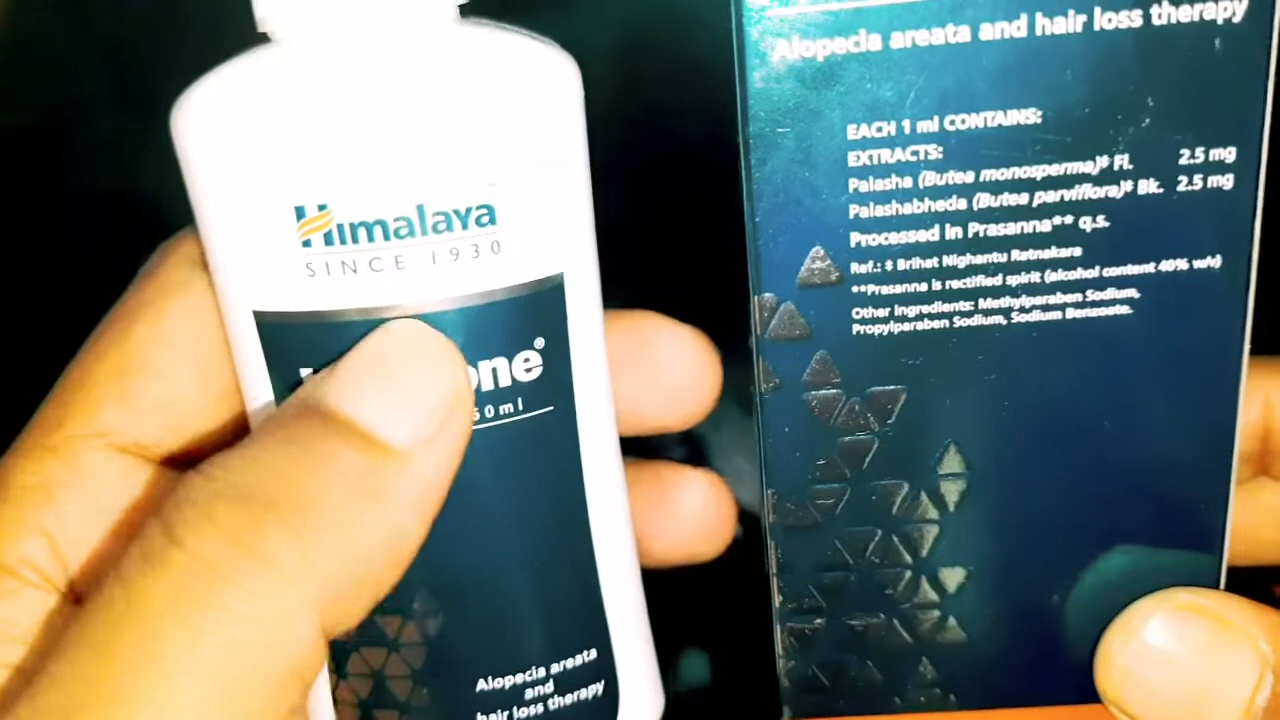 Himalaya
SINCE 1930
one®
60ml
Alopecia areata
and
hair loss therapy
Alopecia areata and hair loss therapy
EACH 1 ml CONTAINS:
EXTRACTS:
Palasha (Butea monosperma)‡ Fl. 2.5 mg
Palashabheda (Butea parviflora)‡ Bk. 2.5 mg
Processed in Prasanna** q.s.
Ref.: ‡ Brihat Nighantu Ratnakara
**Prasanna is rectified spirit (alcohol content 40% w/v)
Other Ingredients: Methylparaben Sodium,
Propylparaben Sodium, Sodium Benzoate.